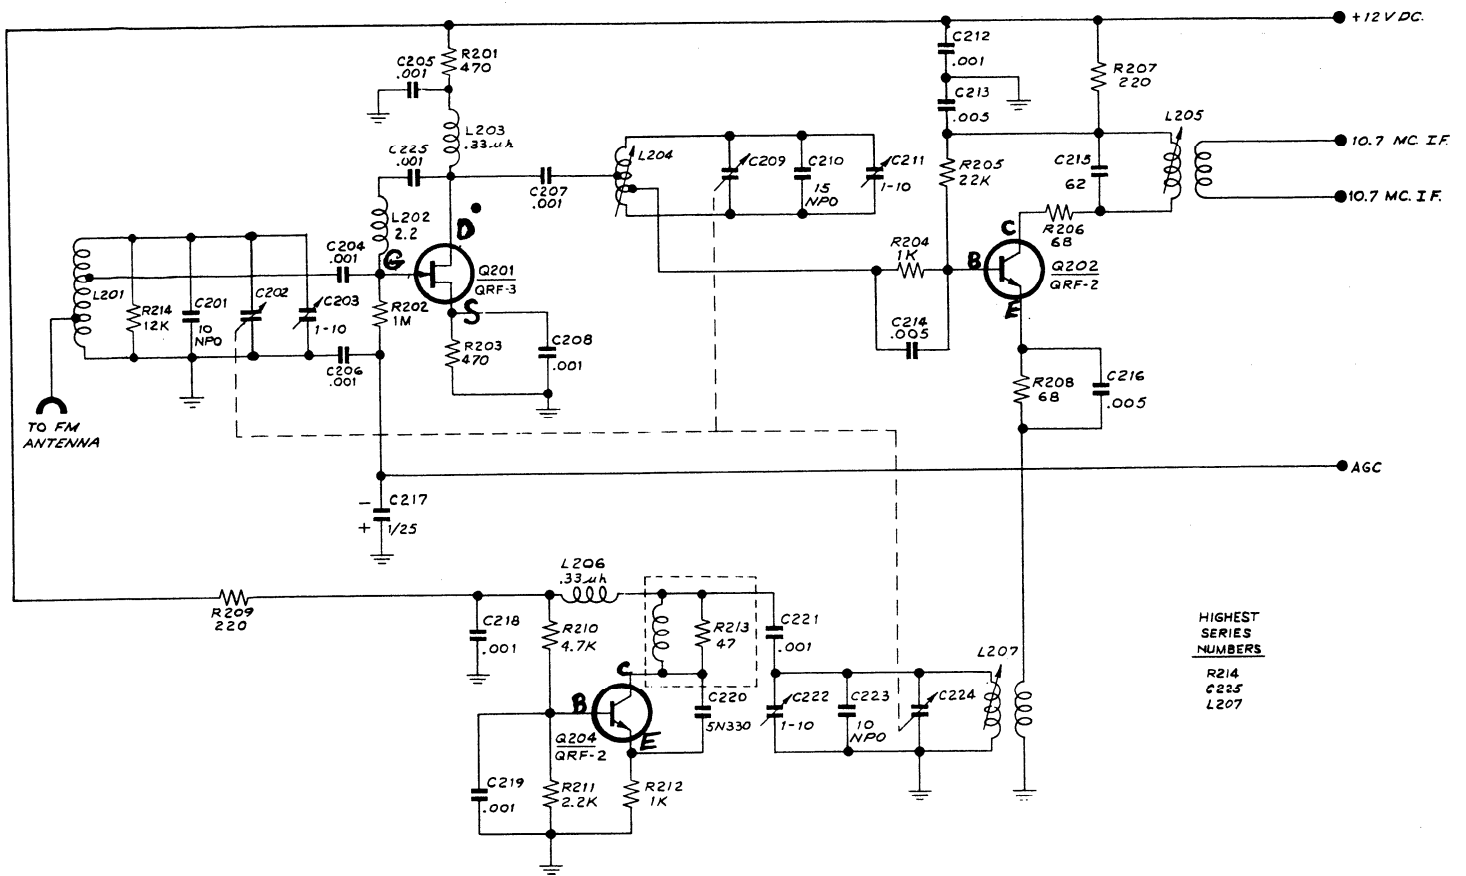 +12VDC.
C212
.001
C205
.001
R201
470
R207
220
C213
.005
L205
L203
.33uh
C225
.001
L204
C209
C210
15
NPO
C211
1-10
R205
22K
C215
62
10.7 MC. I.F.
10.7 MC. I.F.
C207
.001
L202
2.2
D
C
R206
68
C204
.001
G
Q201
QRF-3
R204
1K
B
Q202
QRF-2
L201
R214
12K
C201
10
NPO
C202
C203
1-10
R202
1M
S
E
C214
.005
R203
470
C208
.001
C206
.001
R208
68
C216
.005
TO FM
ANTENNA
AGC
-
C217
+
1/25
L206
.33uh
R209
220
C218
.001
R210
4.7K
R213
47
C221
.001
HIGHEST
SERIES
NUMBERS
R214
C225
L207
L207
C
B
E
Q204
QRF-2
C220
5N330
C222
1-10
C223
10
NPO
C224
C219
.001
R211
2.2K
R212
1K